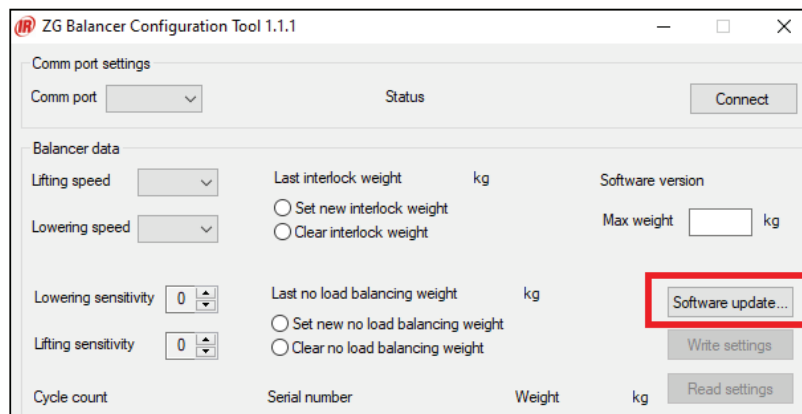 IR ZG Balancer Configuration Tool 1.1.1
Comm port settings
Comm port Status Connect
Balancer data
Lifting speed Last interlock weight kg Software version
Set new interlock weight
Lowering speed Clear interlock weight Max weight kg
Lowering sensitivity 0 Last no load balancing weight kg Software update...
Set new no load balancing weight
Lifting sensitivity 0 Clear no load balancing weight Write settings
Cycle count Serial number Weight kg Read settings